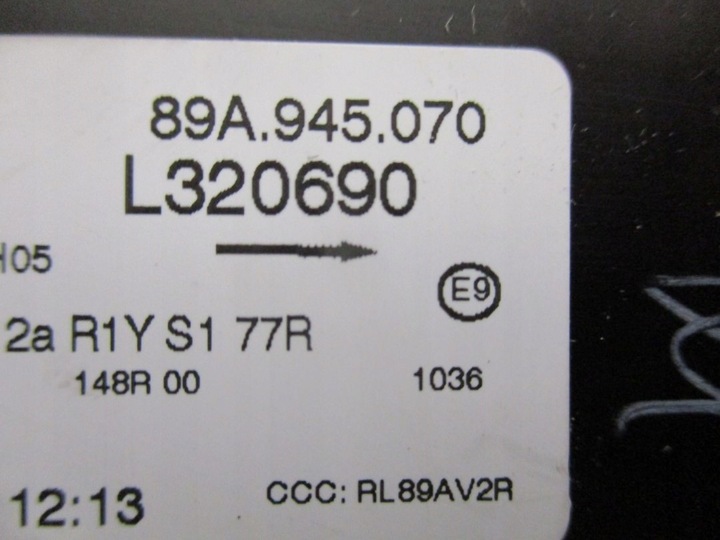 89A.945.070
L320690
H05
E9
2a R1Y S1 77R
148R 00 1036
12:13 CCC: RL89AV2R